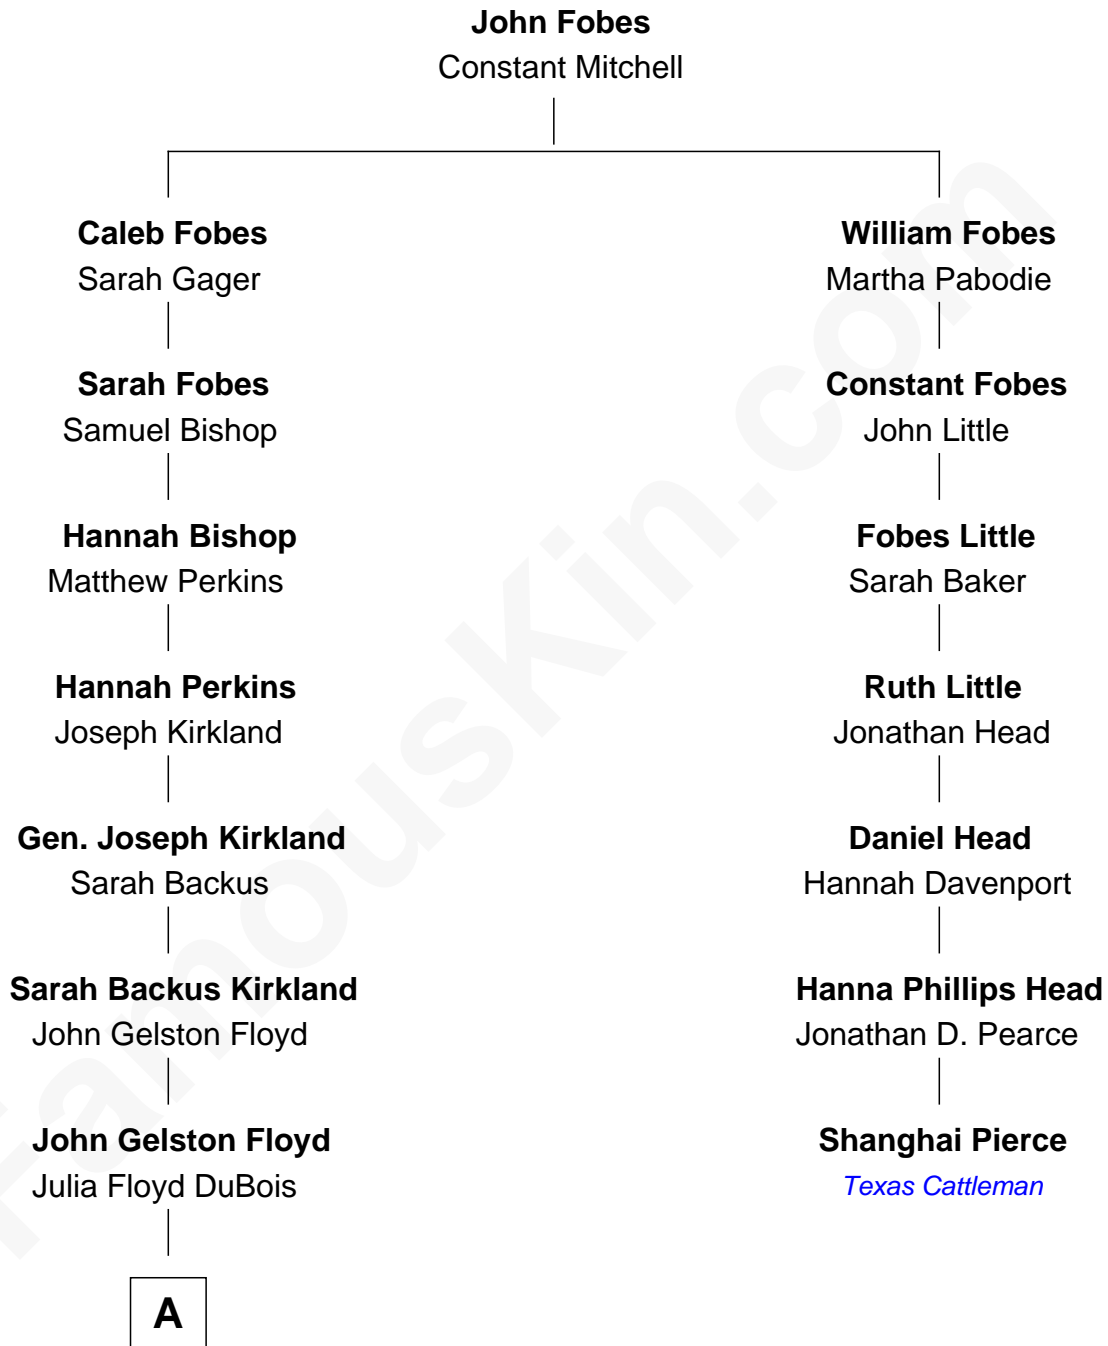 John Fobes
Constant Mitchell
Caleb Fobes
Sarah Gager
William Fobes
Martha Pabodie
Sarah Fobes
Samuel Bishop
Constant Fobes
John Little
Hannah Bishop
Matthew Perkins
Fobes Little
Sarah Baker
Hannah Perkins
Joseph Kirkland
Ruth Little
Jonathan Head
Gen. Joseph Kirkland
Sarah Backus
Daniel Head
Hannah Davenport
Sarah Backus Kirkland
John Gelston Floyd
Hanna Phillips Head
Jonathan D. Pearce
John Gelston Floyd
Julia Floyd DuBois
Shanghai Pierce
Texas Cattleman
A
FamousKin.com